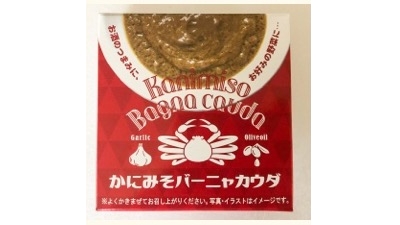 お酒のつまみに、
お好みの野菜に…
Kanimiso
Bagna cauda
Garlic
Oliveoil
かにみそバーニャカウダ
※よくかきまぜてお召し上がりください。写真・イラストはイメージです。